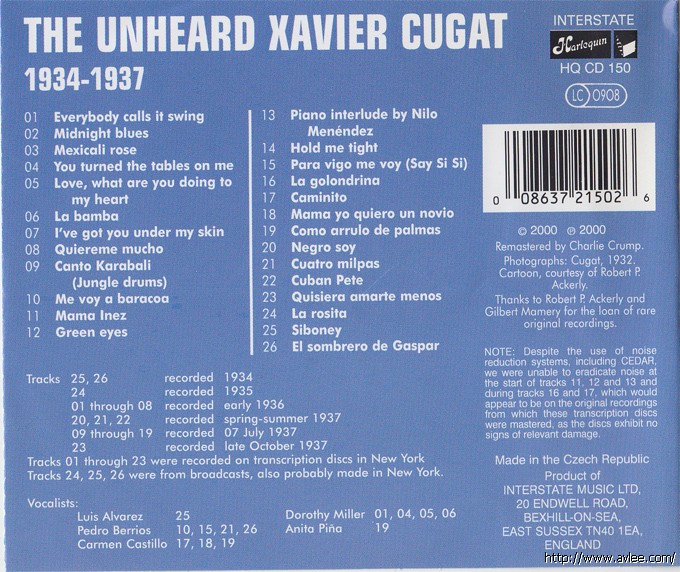 THE UNHEARD XAVIER CUGAT
1934-1937
01 Everybody calls it swing
02 Midnight blues
03 Mexicali rose
04 You turned the tables on me
05 Love, what are you doing to
my heart
06 La bamba
07 I've got you under my skin
08 Quiereme mucho
09 Canto Karabali
(Jungle drums)
10 Me voy a baracoa
11 Mama Inez
12 Green eyes
13 Piano interlude by Nilo
Menéndez
14 Hold me tight
15 Para vigo me voy (Say Si Si)
16 La golondrina
17 Caminito
18 Mama yo quiero un novio
19 Como arrulo de palmas
20 Negro soy
21 Cuatro milpas
22 Cuban Pete
23 Quisiera amarte menos
24 La rosita
25 Siboney
26 El sombrero de Gaspar
Tracks 25, 26 recorded 1934
24 recorded 1935
01 through 08 recorded early 1936
20, 21, 22 recorded spring-summer 1937
09 through 19 recorded 07 July 1937
23 recorded late October 1937
Tracks 01 through 23 were recorded on transcription discs in New York
Tracks 24, 25, 26 were from broadcasts, also probably made in New York.
Vocalists:
Luis Alvarez 25
Pedro Berrios 10, 15, 21, 26
Carmen Castillo 17, 18, 19
Dorothy Miller 01, 04, 05, 06
Anita Piña 19
INTERSTATE
Harlequin
HQ CD 150
LC 0908
0 08637 21502 6
© 2000 ℗ 2000
Remastered by Charlie Crump.
Photographs: Cugat, 1932.
Cartoon, courtesy of Robert P.
Ackerly.
Thanks to Robert P. Ackerly and
Gilbert Mamery for the loan of rare
original recordings.
NOTE: Despite the use of noise
reduction systems, including CEDAR,
we were unable to eradicate noise at
the start of tracks 11, 12 and 13 and
during tracks 16 and 17, which would
appear to be on the original recordings
from which these transcription discs
were mastered, as the discs exhibit no
signs of relevant damage.
Made in the Czech Republic
Product of
INTERSTATE MUSIC LTD,
20 ENDWELL ROAD,
BEXHILL-ON-SEA,
EAST SUSSEX TN40 1EA,
ENGLAND
http://www.avlee.com/